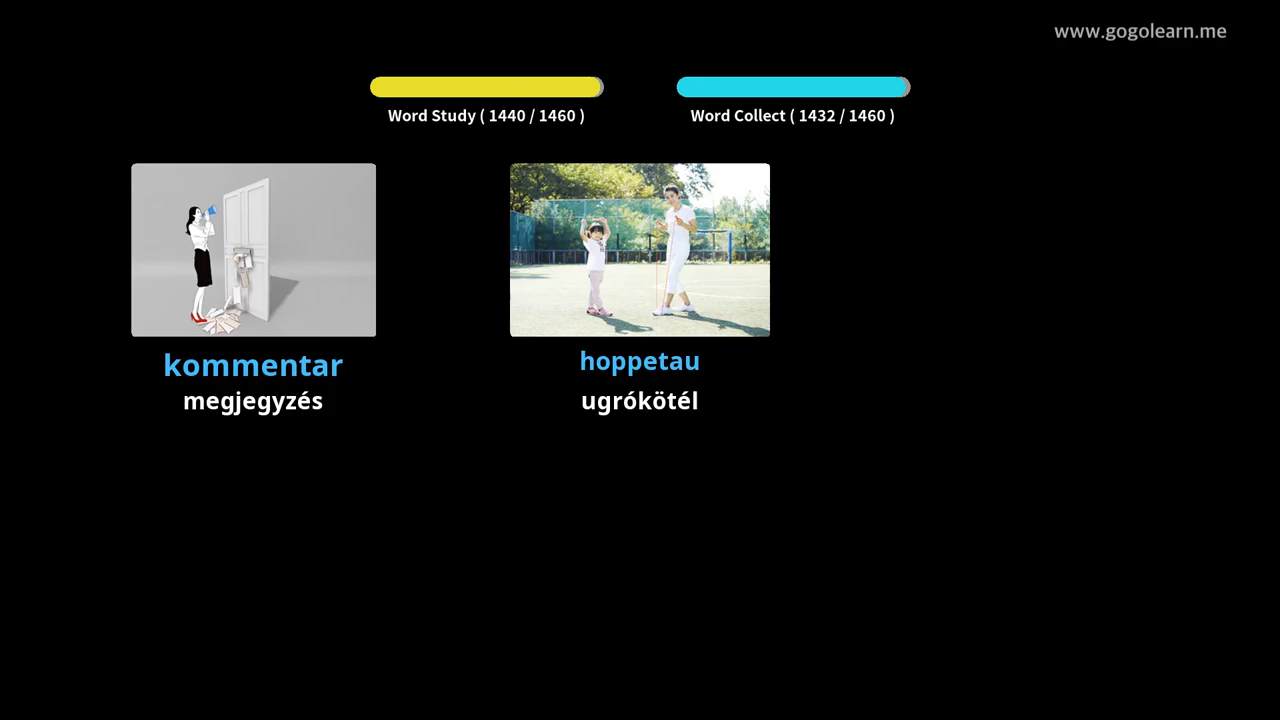 www.gogolearn.me
Word Study ( 1440 / 1460 )
Word Collect ( 1432 / 1460 )
kommentar
megjegyzés
hoppetau
ugrókötél